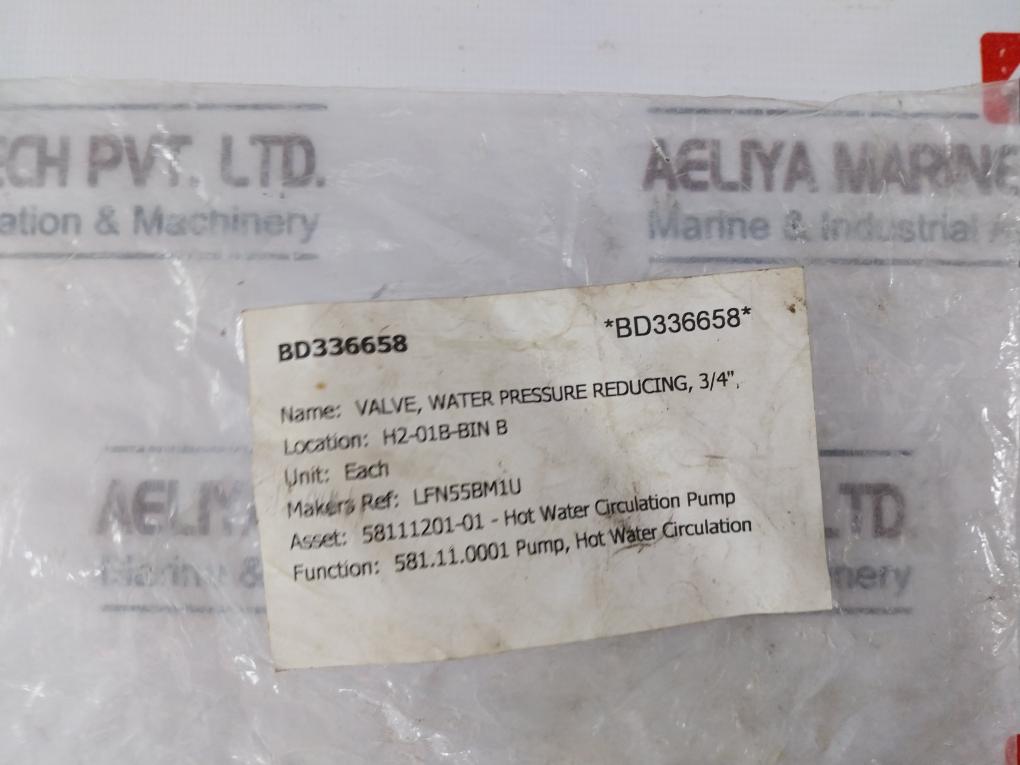 ECH PVT. LTD.
ation & Machinery
AELIYA MARINE
Marine & Industrial A
BD336658
*BD336658*
Name: VALVE, WATER PRESSURE REDUCING, 3/4",
Location: H2-01B-BIN B
Unit: Each
Makers Ref: LFN55BM1U
Asset: 58111201-01 - Hot Water Circulation Pump
Function: 581.11.0001 Pump, Hot Water Circulation
AELIYA
LTD.
Marine &
nery